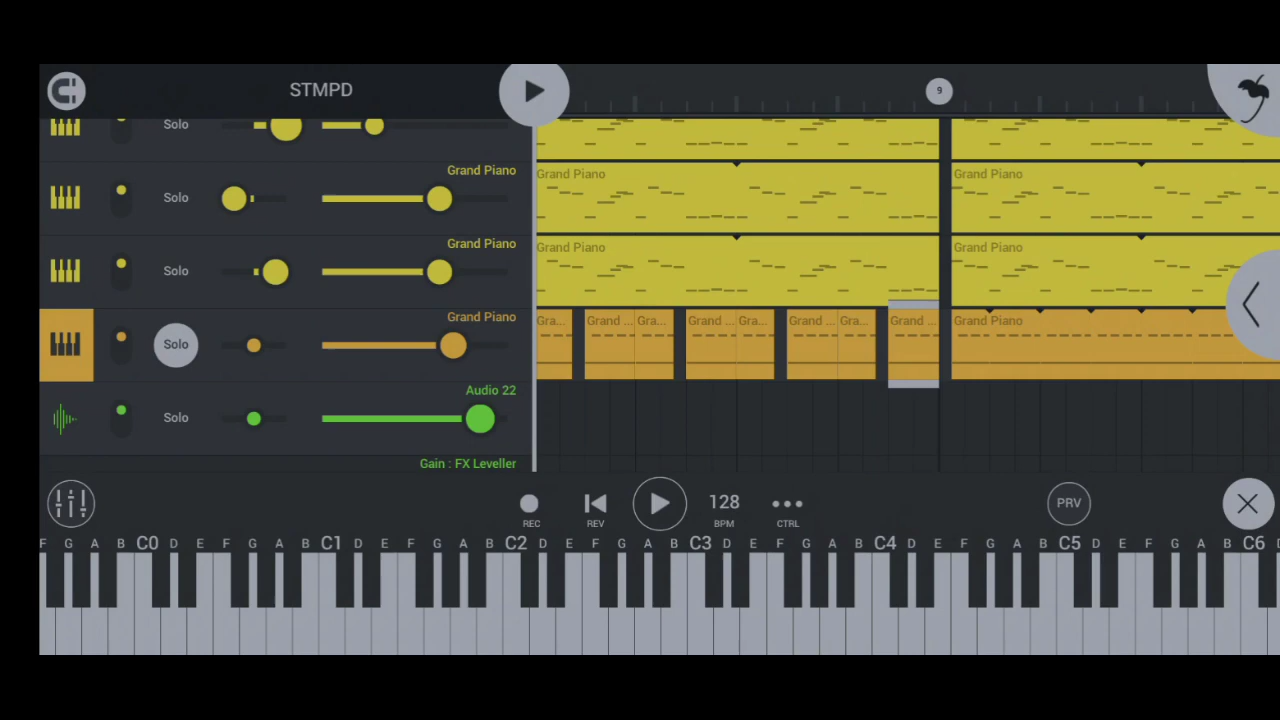 STMPD
9
Solo
Grand Piano
Solo
Grand Piano
Grand Piano
Grand Piano
Solo
Grand Piano
Grand Piano
Grand Piano
Solo
Gra...
Grand ...
Gra...
Grand ...
Gra...
Grand ...
Gra...
Grand ...
Grand Piano
Audio 22
Solo
Gain : FX Leveller
REC
REV
128
BPM
CTRL
PRV
F G A B C0 D E F G A B C1 D E F G A B C2 D E F G A B C3 D E F G A B C4 D E F G A B C5 D E F G A B C6